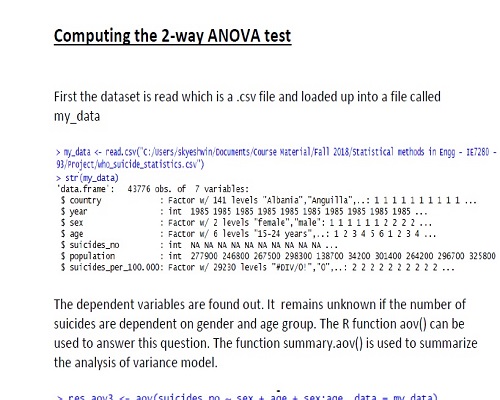 Computing the 2-way ANOVA test
First the dataset is read which is a .csv file and loaded up into a file called
my_data
> my_data <- read.csv("C:/Users/skyeshwin/Documents/Course Material/Fall 2018/Statistical methods in Engg - IE7280 -
93/Project/who_suicide_statistics.csv")
> str(my_data)
'data.frame': 43776 obs. of 7 variables:
$ country : Factor w/ 141 levels "Albania","Anguilla",..: 1 1 1 1 1 1 1 1 1 1 ...
$ year : int 1985 1985 1985 1985 1985 1985 1985 1985 1985 1985 ...
$ sex : Factor w/ 2 levels "female","male": 1 1 1 1 1 1 2 2 2 2 ...
$ age : Factor w/ 6 levels "15-24 years",..: 1 2 3 4 5 6 1 2 3 4 ...
$ suicides_no : int NA NA NA NA NA NA NA NA NA NA ...
$ population : int 277900 246800 267500 298300 138700 34200 301400 264200 296700 325800
$ suicides_per_100.000: Factor w/ 29230 levels "#DIV/0!","0",..: 2 2 2 2 2 2 2 2 2 2 ...
The dependent variables are found out. It remains unknown if the number of
suicides are dependent on gender and age group. The R function aov() can be
used to answer this question. The function summary.aov() is used to summarize
the analysis of variance model.
> res.aov3 <- aov(suicides_no ~ sex + age + sex:age, data = my_data)